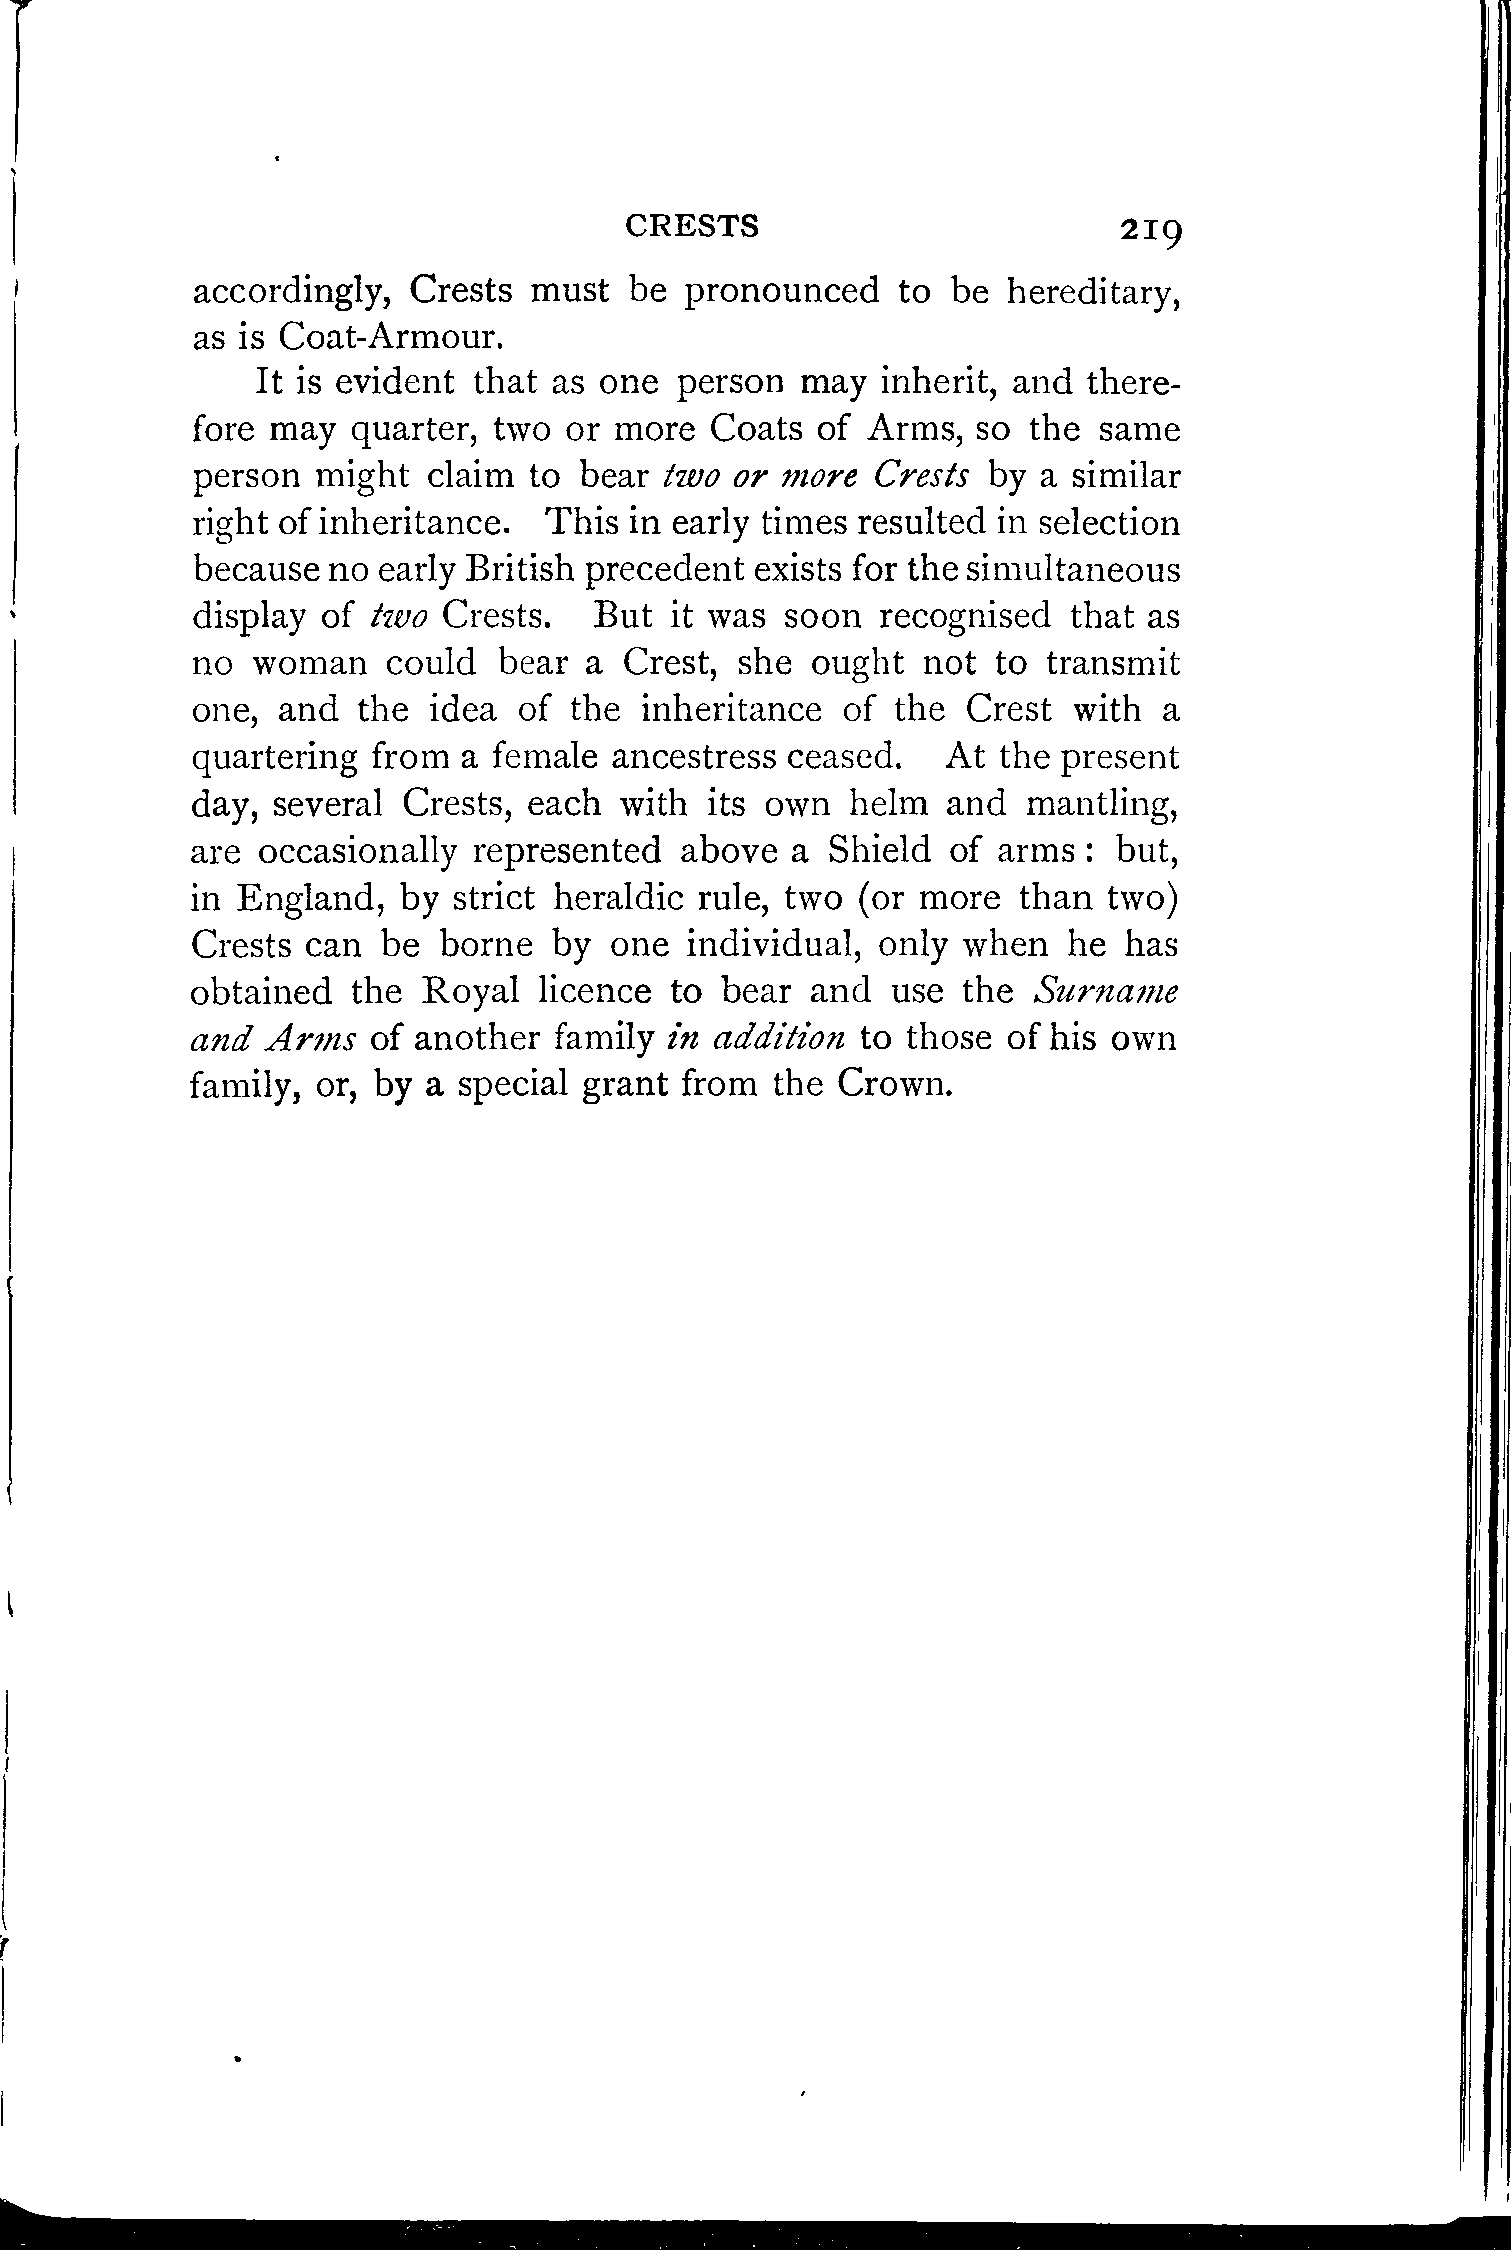 CRESTS 219
accordingly, Crests must be pronounced to be hereditary,
as is Coat-Armour.
It is evident that as one person may inherit, and there-
fore may quarter, two or more Coats of Arms, so the same
person might claim to bear two or more Crests by a similar
right of inheritance. This in early times resulted in selection
because no early British precedent exists for the simultaneous
display of two Crests. But it was soon recognised that as
no woman could bear a Crest, she ought not to transmit
one, and the idea of the inheritance of the Crest with a
quartering from a female ancestress ceased. At the present
day, several Crests, each with its own helm and mantling,
are occasionally represented above a Shield of arms : but,
in England, by strict heraldic rule, two (or more than two)
Crests can be borne by one individual, only when he has
obtained the Royal licence to bear and use the Surname
and Arms of another family in addition to those of his own
family, or, by a special grant from the Crown.